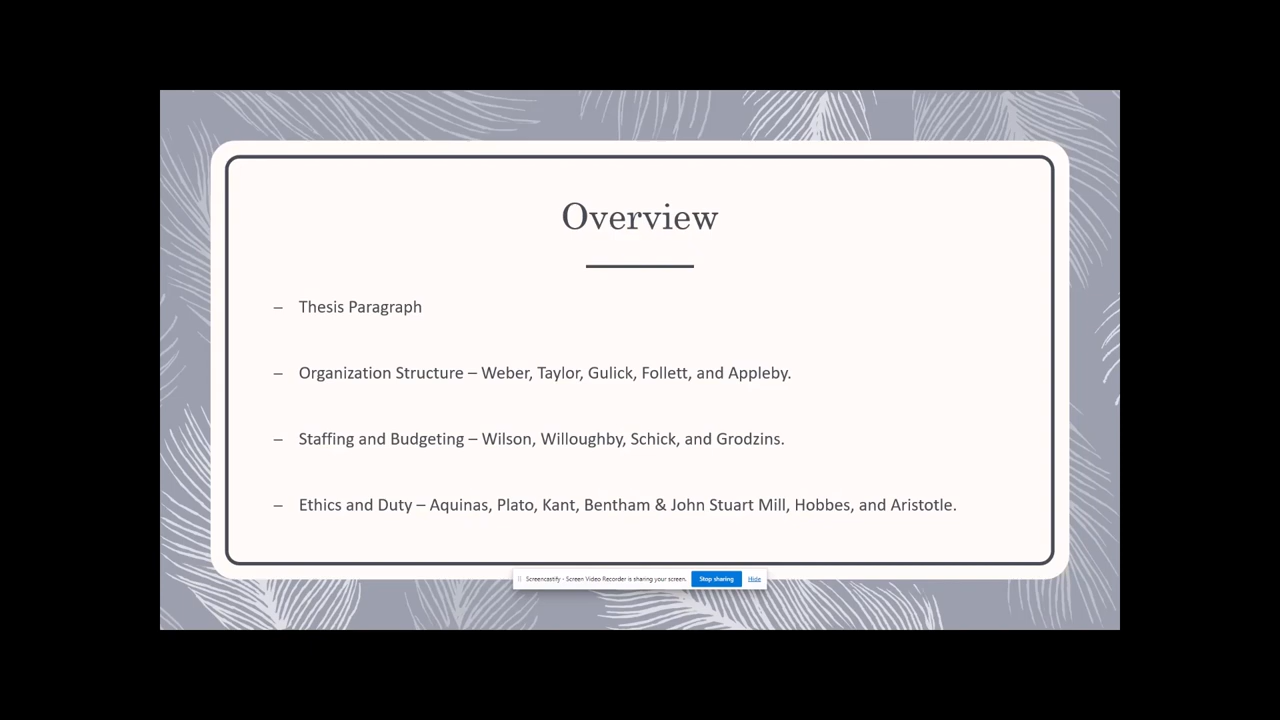 Overview
– Thesis Paragraph
– Organization Structure – Weber, Taylor, Gulick, Follett, and Appleby.
– Staffing and Budgeting – Wilson, Willoughby, Schick, and Grodzins.
– Ethics and Duty – Aquinas, Plato, Kant, Bentham & John Stuart Mill, Hobbes, and Aristotle.
Screencastify - Screen Video Recorder is sharing your screen. Stop sharing Hide